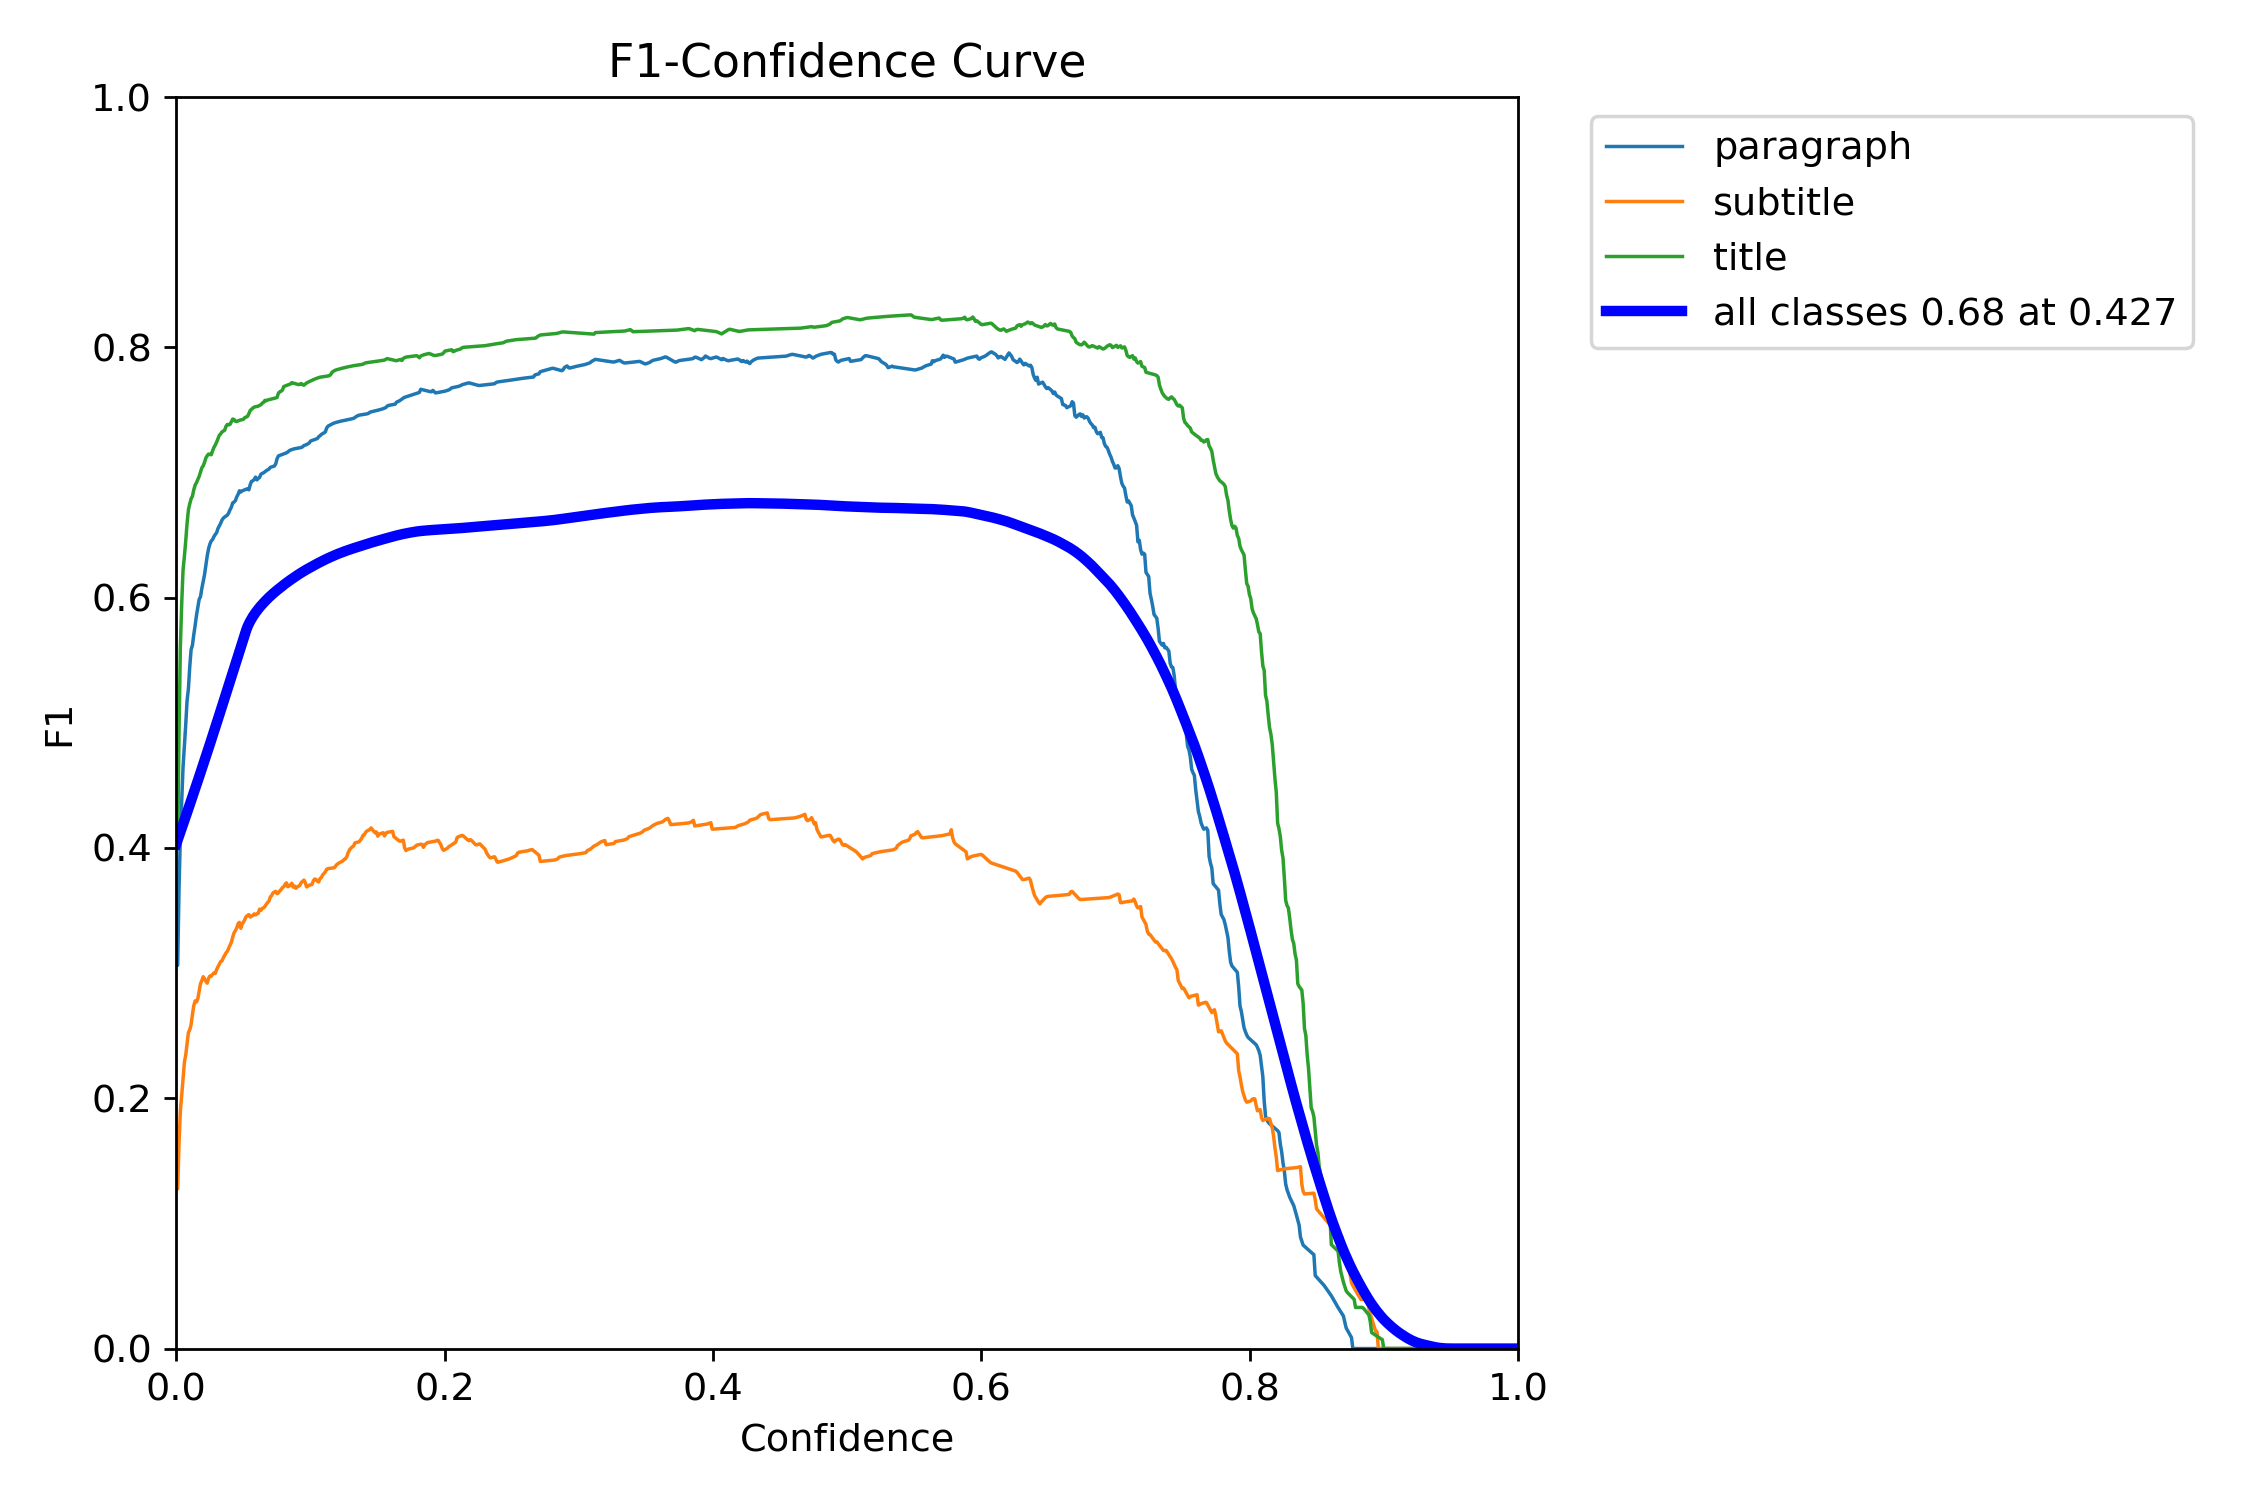 F1-Confidence Curve
1.0
0.8
0.6
0.4
0.2
0.0
F1
0.0 0.2 0.4 0.6 0.8 1.0
Confidence
paragraph
subtitle
title
all classes 0.68 at 0.427